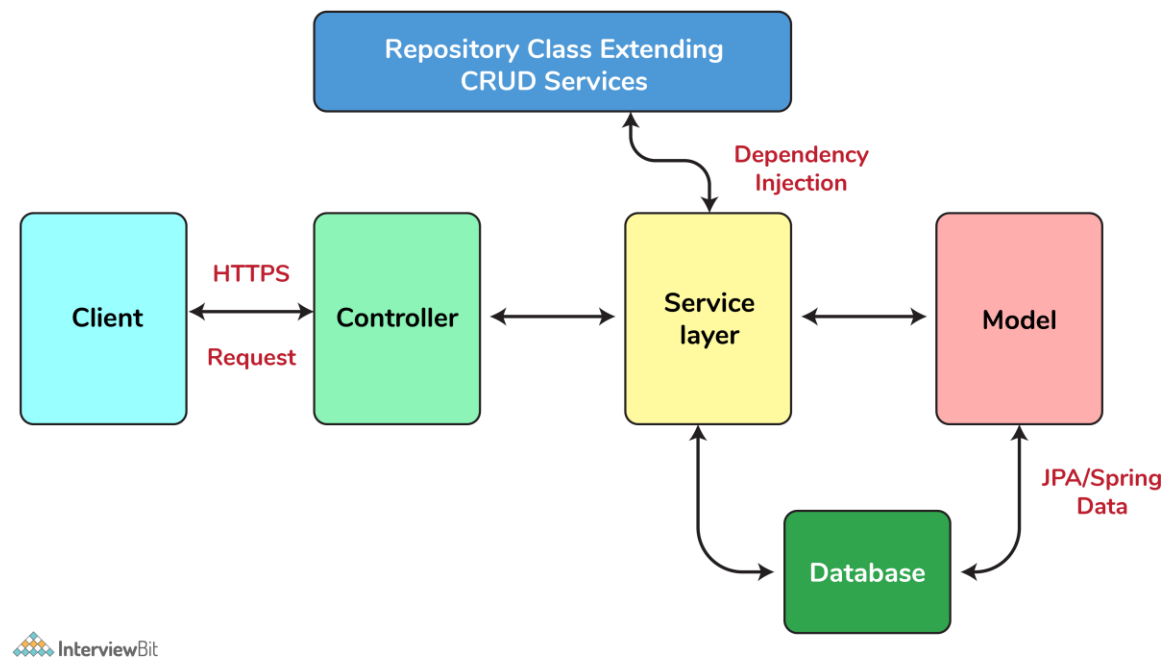 Repository Class Extending
CRUD Services
Dependency
Injection
Client
HTTPS
Request
Controller
Service
layer
Model
JPA/Spring
Data
Database
InterviewBit